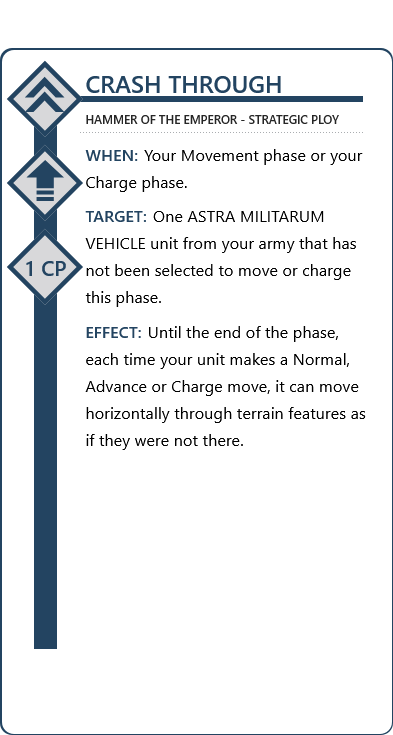 CRASH THROUGH
HAMMER OF THE EMPEROR - STRATEGIC PLOY
WHEN: Your Movement phase or your
Charge phase.
TARGET: One ASTRA MILITARUM
VEHICLE unit from your army that has
not been selected to move or charge
this phase.
1 CP
EFFECT: Until the end of the phase,
each time your unit makes a Normal,
Advance or Charge move, it can move
horizontally through terrain features as
if they were not there.